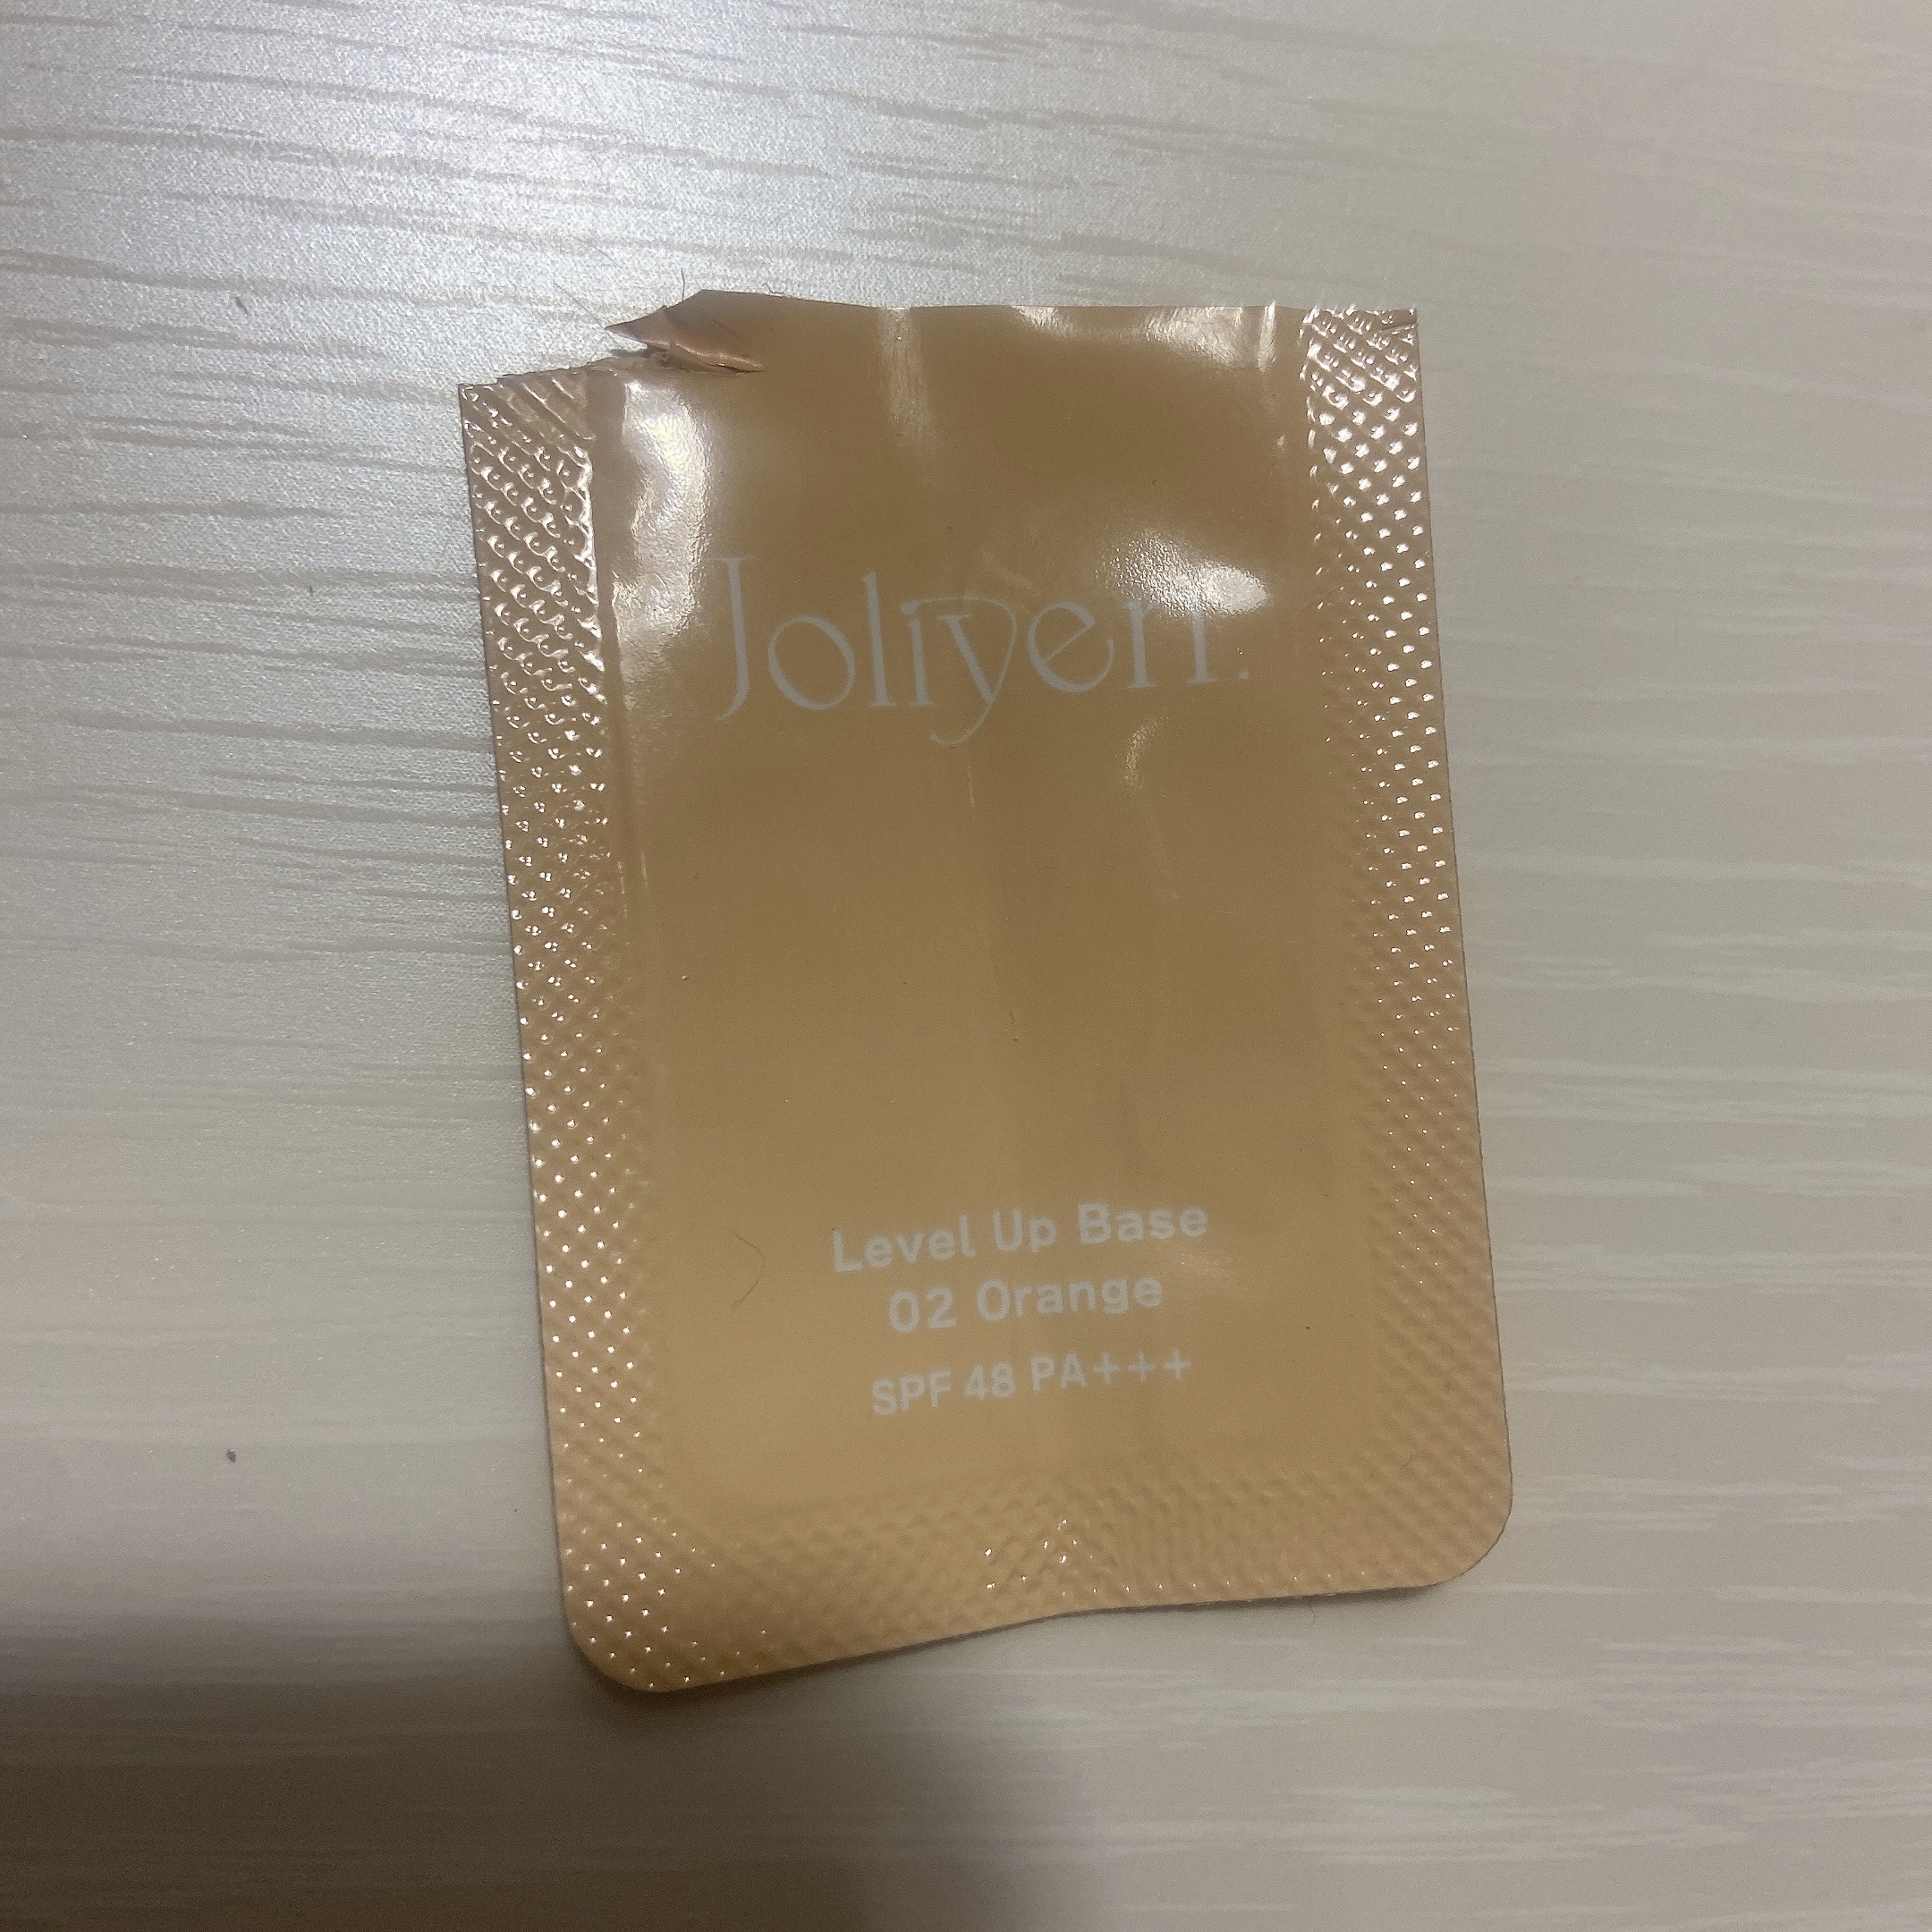 Joliyen.
Level Up Base
02 Orange
SPF 48 PA+++